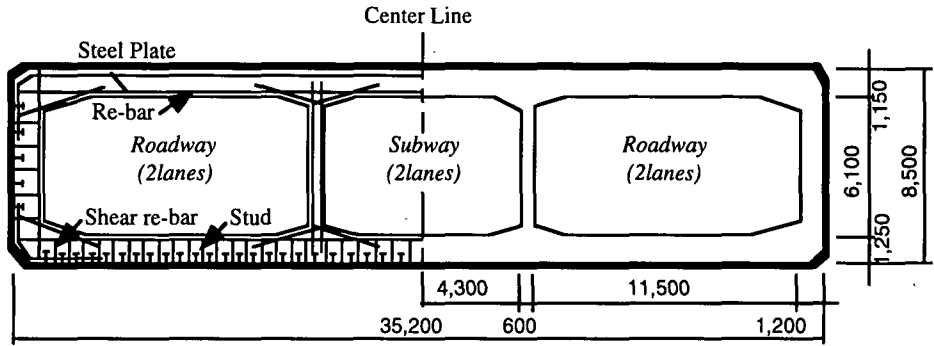 Center Line
Steel Plate
Re-bar
Roadway
(2lanes)
Subway
(2lanes)
Roadway
(2lanes)
Shear re-bar
Stud
1,150
6,100
8,500
1,250
4,300
11,500
35,200
600
1,200